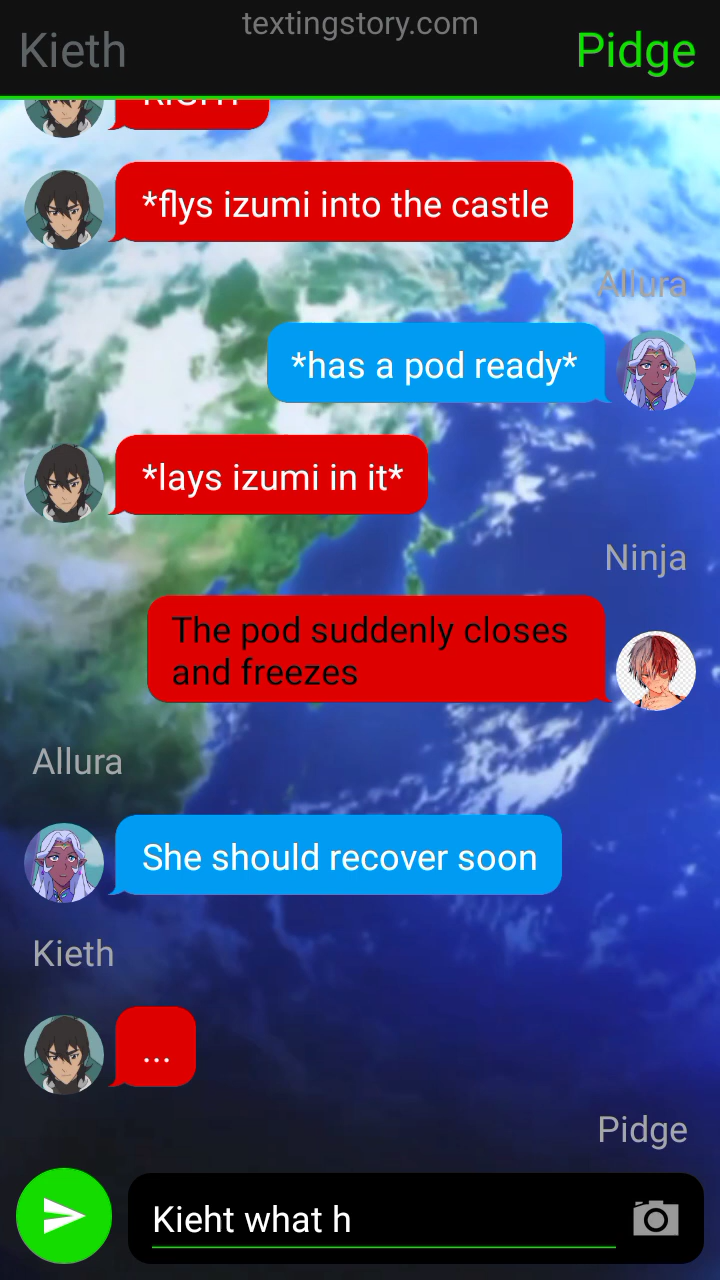 textingstory.com
Kieth
Pidge
*flys izumi into the castle
Allura
*has a pod ready*
*lays izumi in it*
Ninja
The pod suddenly closes
and freezes
Allura
She should recover soon
Kieth
...
Pidge
Kieht what h